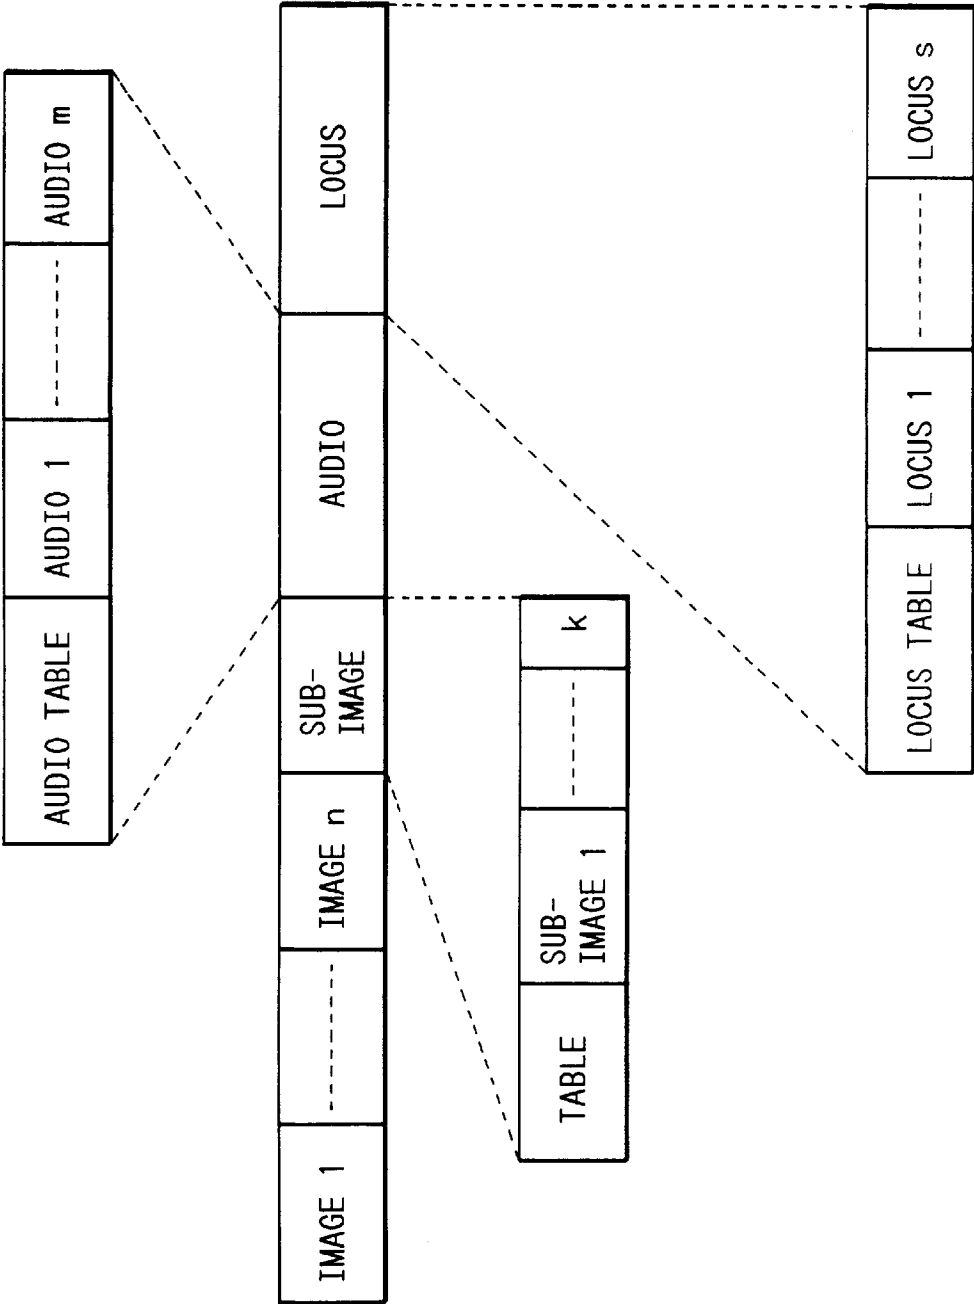 AUDIO TABLE
AUDIO 1
AUDIO m
IMAGE 1
IMAGE n
SUB-
IMAGE
AUDIO
LOCUS
TABLE
SUB-
IMAGE 1
k
LOCUS TABLE
LOCUS 1
LOCUS s